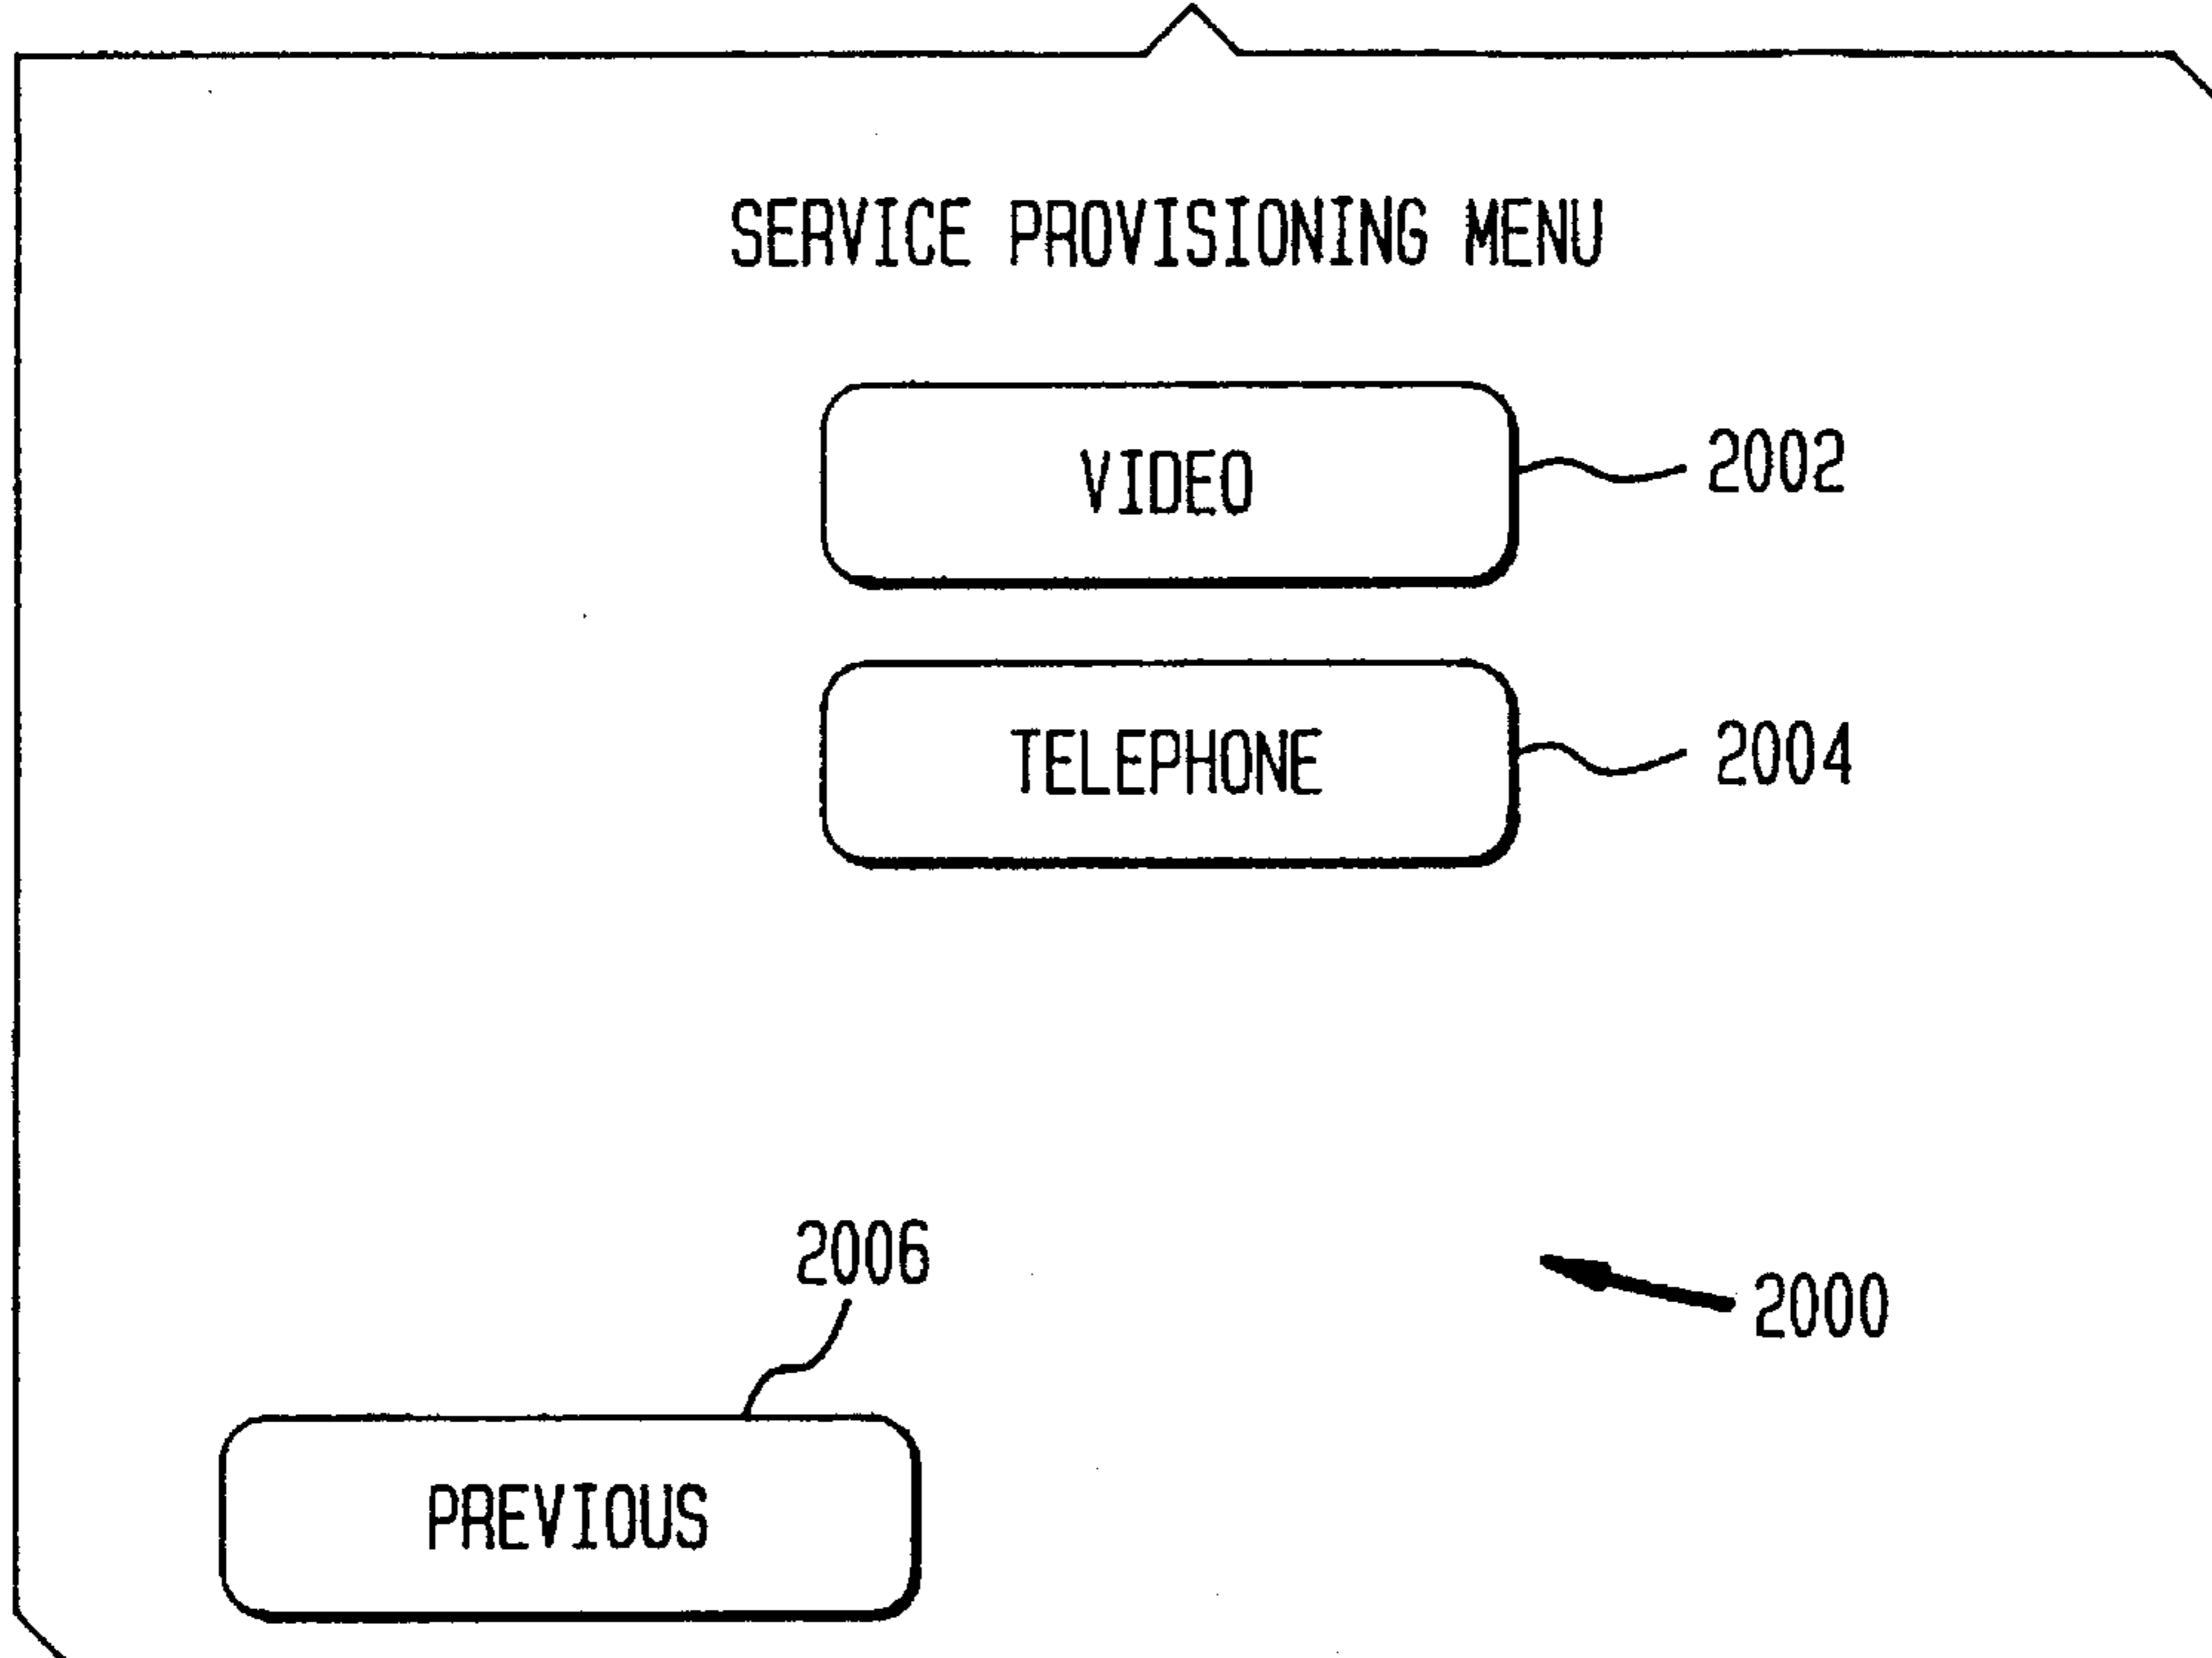 SERVICE PROVISIONING MENU
VIDEO
2002
TELEPHONE
2004
2006
2000
PREVIOUS